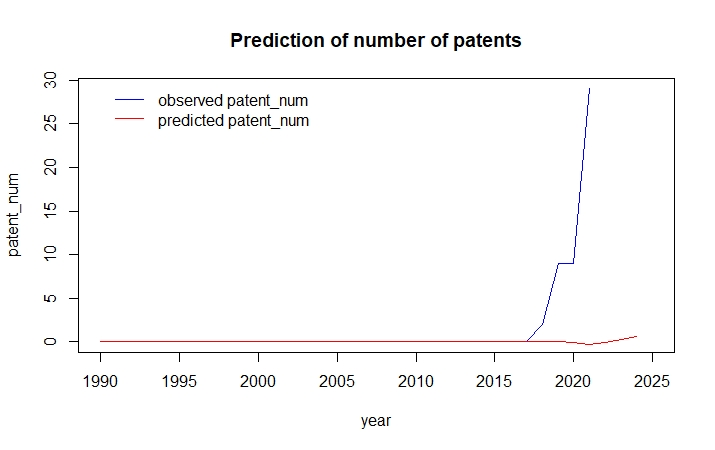 Prediction of number of patents
observed patent_num
predicted patent_num
patent_num
30
25
20
15
10
5
0
1990 1995 2000 2005 2010 2015 2020 2025
year